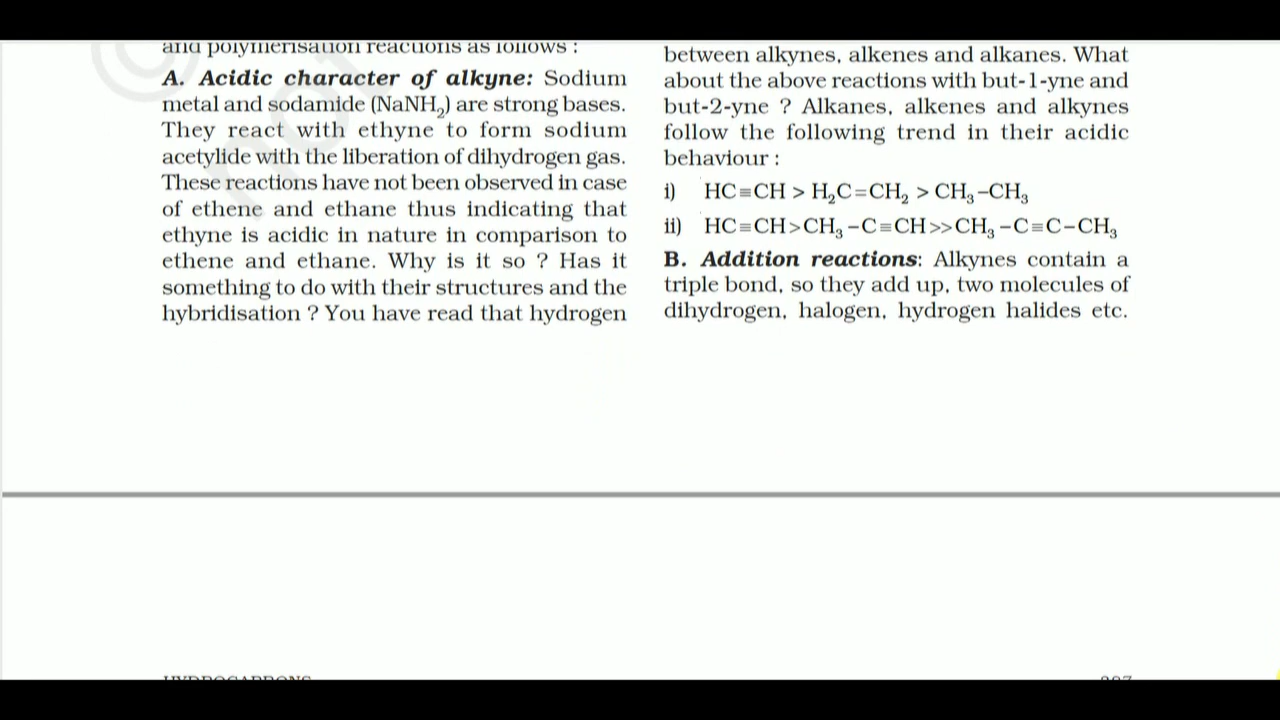 and polymerisation reactions as follows :
A. Acidic character of alkyne: Sodium
metal and sodamide (NaNH₂) are strong bases.
They react with ethyne to form sodium
acetylide with the liberation of dihydrogen gas.
These reactions have not been observed in case
of ethene and ethane thus indicating that
ethyne is acidic in nature in comparison to
ethene and ethane. Why is it so ? Has it
something to do with their structures and the
hybridisation ? You have read that hydrogen
between alkynes, alkenes and alkanes. What
about the above reactions with but-1-yne and
but-2-yne ? Alkanes, alkenes and alkynes
follow the following trend in their acidic
behaviour :
i) HC≡CH > H₂C=CH₂ > CH₃–CH₃
ii) HC≡CH>CH₃–C≡CH>>CH₃–C≡C–CH₃
B. Addition reactions: Alkynes contain a
triple bond, so they add up, two molecules of
dihydrogen, halogen, hydrogen halides etc.
HYDROCARBONS